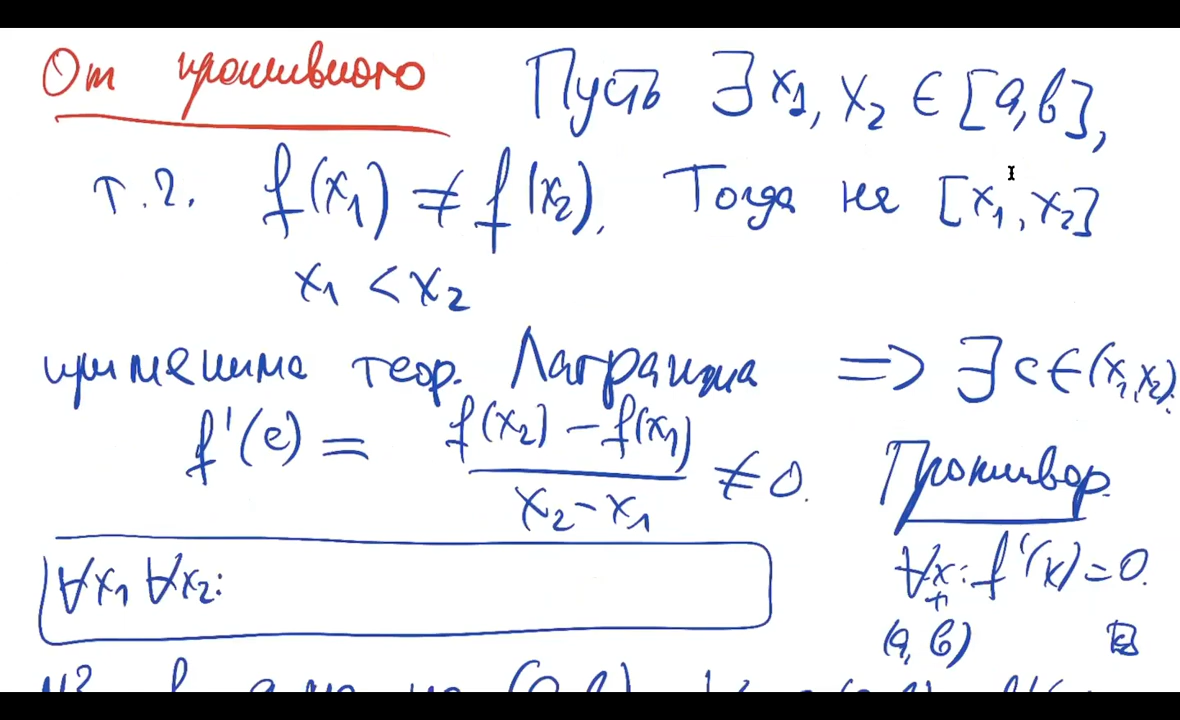 От противного Пусть ∃ x₁, x₂ ∈ [a, b],
т.ч. f(x₁) ≠ f(x₂). Тогда на [x₁, x₂]
x₁ < x₂
применима теор. Лагранжа => ∃ c ∈ (x₁, x₂):
f'(c) = (f(x₂) − f(x₁)) / (x₂ − x₁) ≠ 0. Противор.
∀x: f'(x) = 0.
(a, b)
∀x₁ ∀x₂: